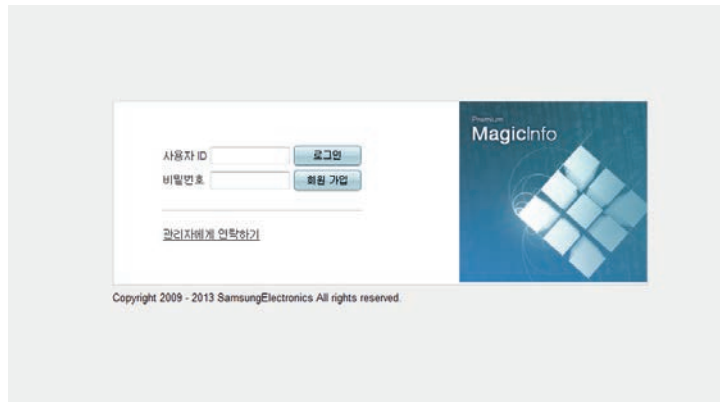 Premium
MagicInfo
사용자 ID
로그인
비밀번호
회원 가입
관리자에게 연락하기
Copyright 2009 - 2013 SamsungElectronics All rights reserved.